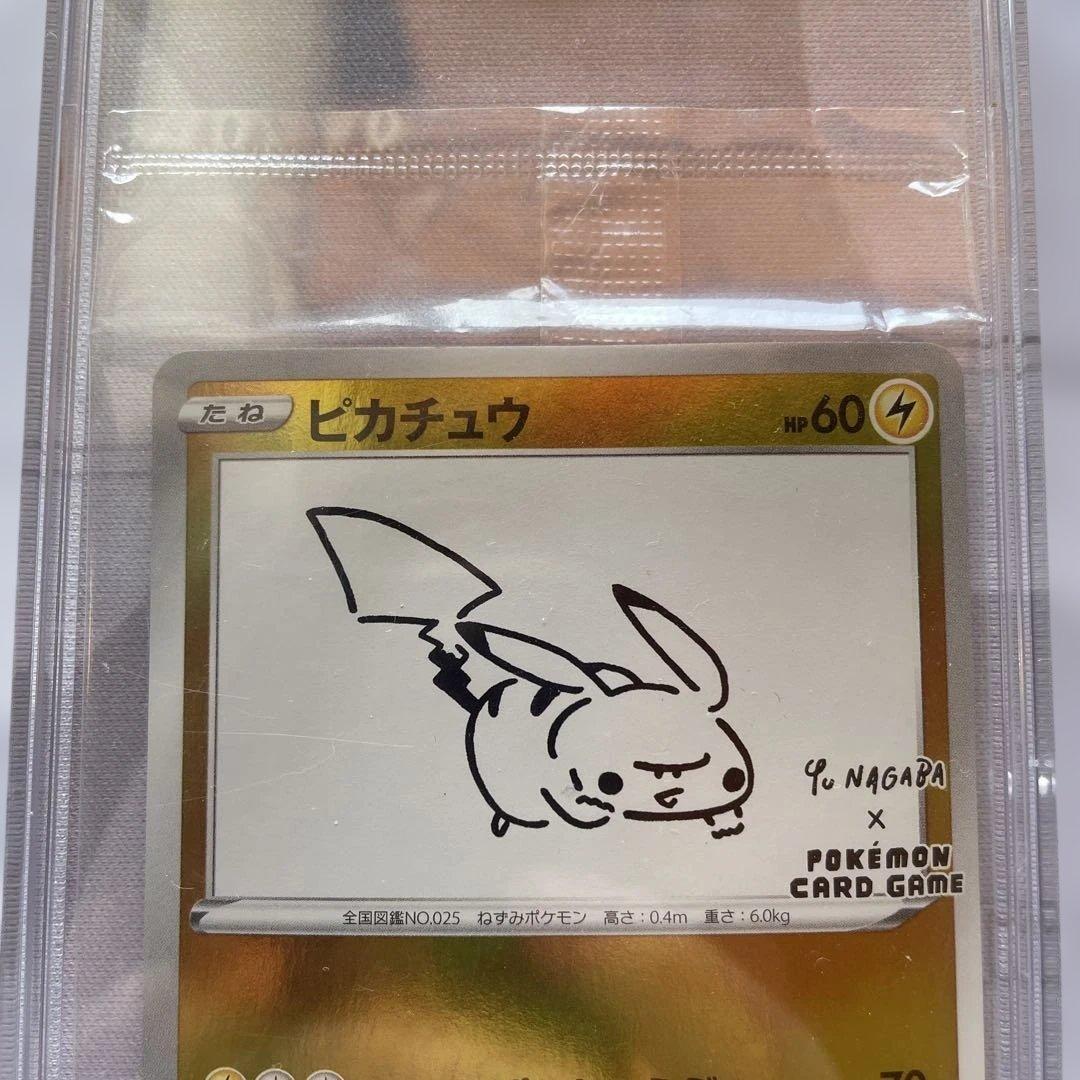 たね ピカチュウ HP60
Yu NAGABA
×
POKÉMON
CARD GAME
全国図鑑NO.025 ねずみポケモン 高さ:0.4m 重さ:6.0kg
70